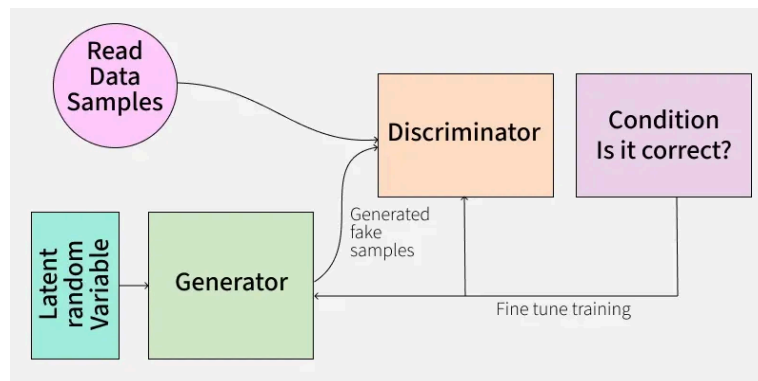 Read
Data
Samples
Discriminator
Condition
Is it correct?
Generated
fake
samples
Latent
random
Variable
Generator
Fine tune training